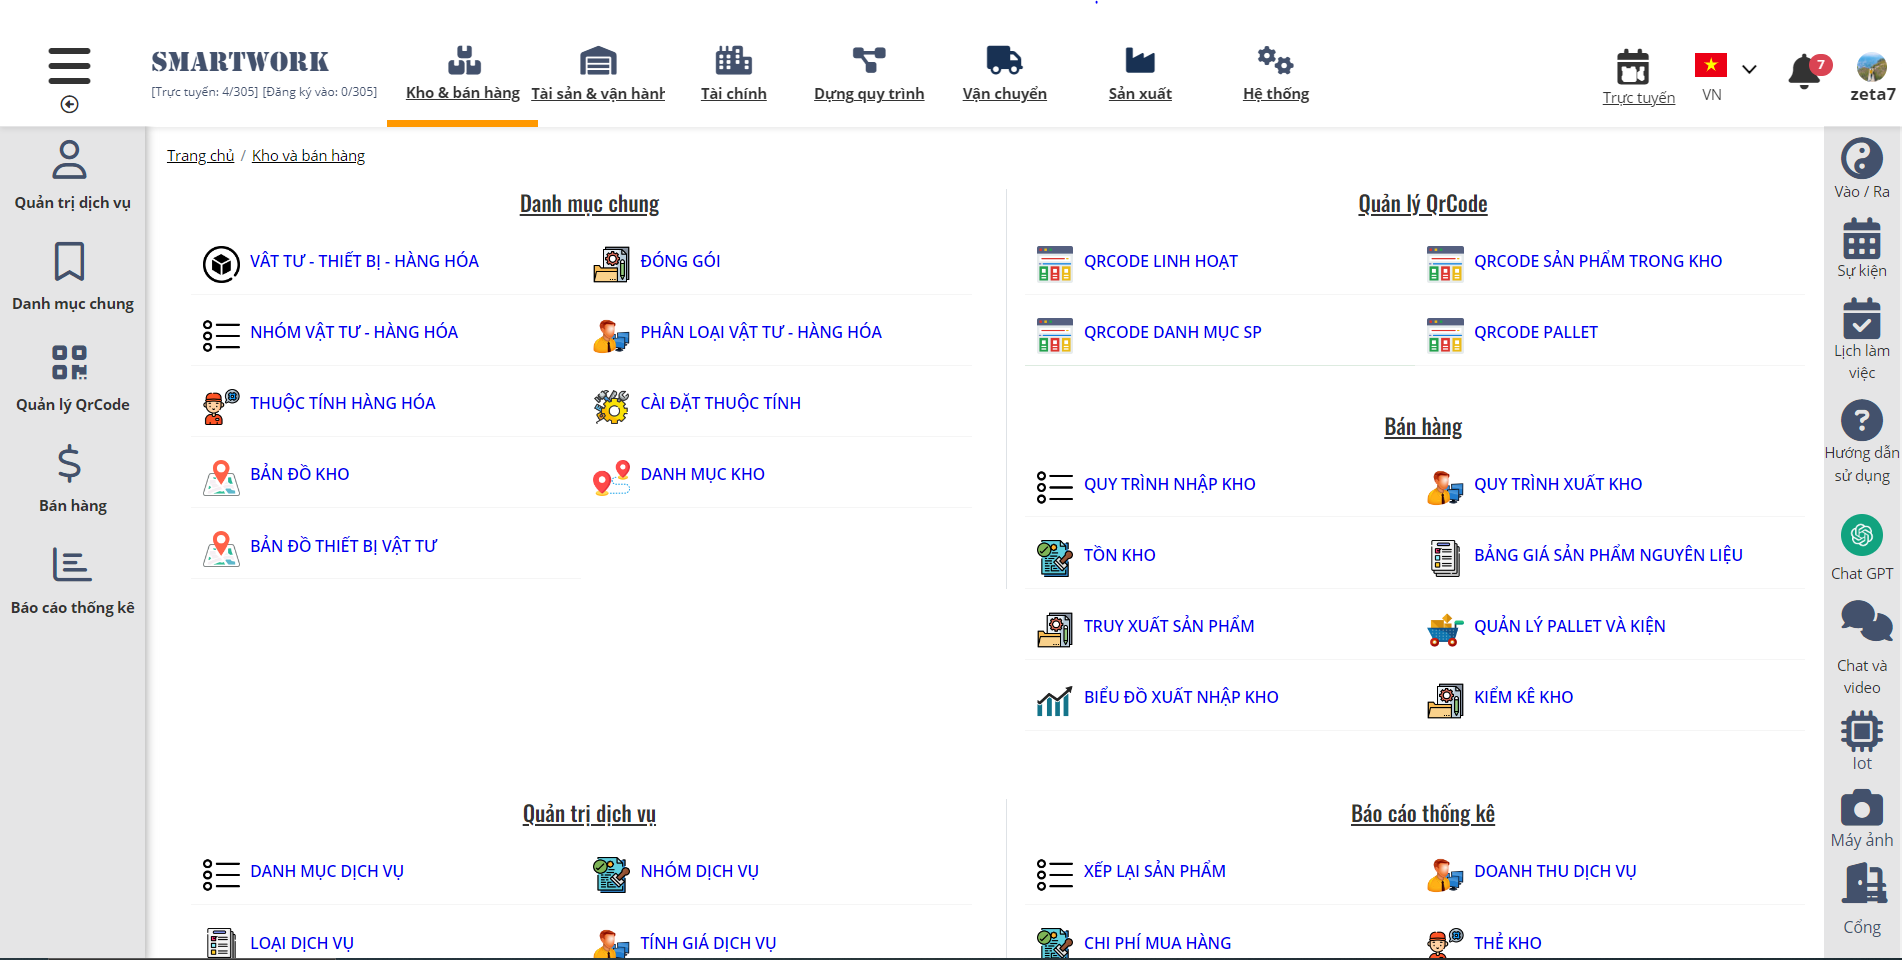 SMARTWORK
[Trực tuyến: 4/305] [Đăng ký vào: 0/305]
Kho & bán hàng
Tài sản & vận hành
Tài chính
Dựng quy trình
Vận chuyển
Sản xuất
Hệ thống
Trực tuyến
VN
7
zeta7
Quản trị dịch vụ
Danh mục chung
Quản lý QrCode
Bán hàng
Báo cáo thống kê
Trang chủ / Kho và bán hàng
Danh mục chung
VẬT TƯ - THIẾT BỊ - HÀNG HÓA
ĐÓNG GÓI
NHÓM VẬT TƯ - HÀNG HÓA
PHÂN LOẠI VẬT TƯ - HÀNG HÓA
THUỘC TÍNH HÀNG HÓA
CÀI ĐẶT THUỘC TÍNH
BẢN ĐỒ KHO
DANH MỤC KHO
BẢN ĐỒ THIẾT BỊ VẬT TƯ
Quản lý QrCode
QRCODE LINH HOẠT
QRCODE SẢN PHẨM TRONG KHO
QRCODE DANH MỤC SP
QRCODE PALLET
Bán hàng
QUY TRÌNH NHẬP KHO
QUY TRÌNH XUẤT KHO
TỒN KHO
BẢNG GIÁ SẢN PHẨM NGUYÊN LIỆU
TRUY XUẤT SẢN PHẨM
QUẢN LÝ PALLET VÀ KIỆN
BIỂU ĐỒ XUẤT NHẬP KHO
KIỂM KÊ KHO
Quản trị dịch vụ
DANH MỤC DỊCH VỤ
NHÓM DỊCH VỤ
LOẠI DỊCH VỤ
TÍNH GIÁ DỊCH VỤ
Báo cáo thống kê
XẾP LẠI SẢN PHẨM
DOANH THU DỊCH VỤ
CHI PHÍ MUA HÀNG
THẺ KHO
Vào / Ra
Sự kiện
Lịch làm
việc
Hướng dẫn
sử dụng
Chat GPT
Chat và
video
Iot
Máy ảnh
Cổng